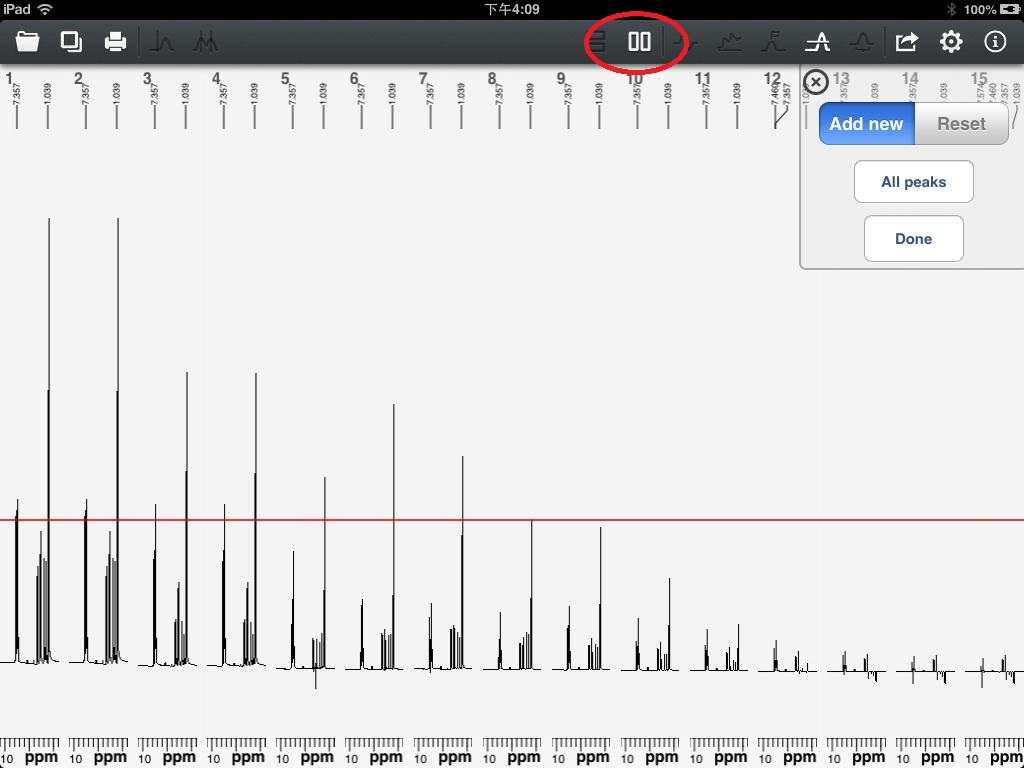 iPad 下午4:09 100%
1 2 3 4 5 6 7 8 9 10 11 12 13 14 15
7.357 1.039 7.357 1.039 7.357 1.039 7.357 1.039 7.357 1.039 7.357 1.039 7.357 1.039 7.357 1.039 7.357 1.039 7.357 1.039 7.357 1.039 7.460 7.357 7.357 1.039 7.357 1.039 7.574 7.460 7.357 1.039
Add new Reset
All peaks
Done
10 ppm 10 ppm 10 ppm 10 ppm 10 ppm 10 ppm 10 ppm 10 ppm 10 ppm 10 ppm 10 ppm 10 ppm 10 ppm 10 ppm 10 ppm